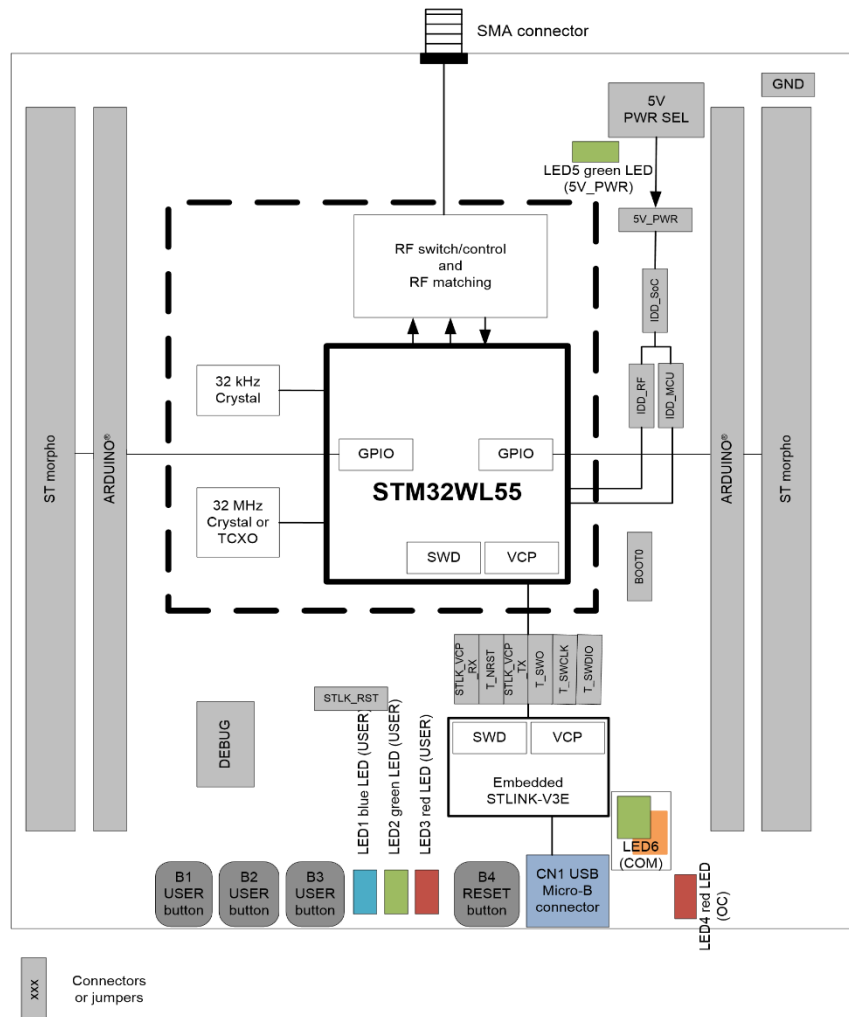 SMA connector
GND
5V
PWR SEL
LED5 green LED
(5V_PWR)
5V_PWR
RF switch/control
and
RF matching
IDD_SoC
IDD_RF
IDD_MCU
32 kHz
Crystal
GPIO
GPIO
STM32WL55
32 MHz
Crystal or
TCXO
SWD
VCP
ST morpho
ARDUINO®
ARDUINO®
ST morpho
BOOT0
STLK_VCP
_RX
T_NRST
STLK_VCP
_TX
T_SWO
T_SWCLK
T_SWDIO
STLK_RST
DEBUG
LED1 blue LED (USER)
LED2 green LED (USER)
LED3 red LED (USER)
SWD
VCP
Embedded
STLINK-V3E
LED6
(COM)
B1
USER
button
B2
USER
button
B3
USER
button
B4
RESET
button
CN1 USB
Micro-B
connector
LED4 red LED
(OC)
xxx
Connectors
or jumpers